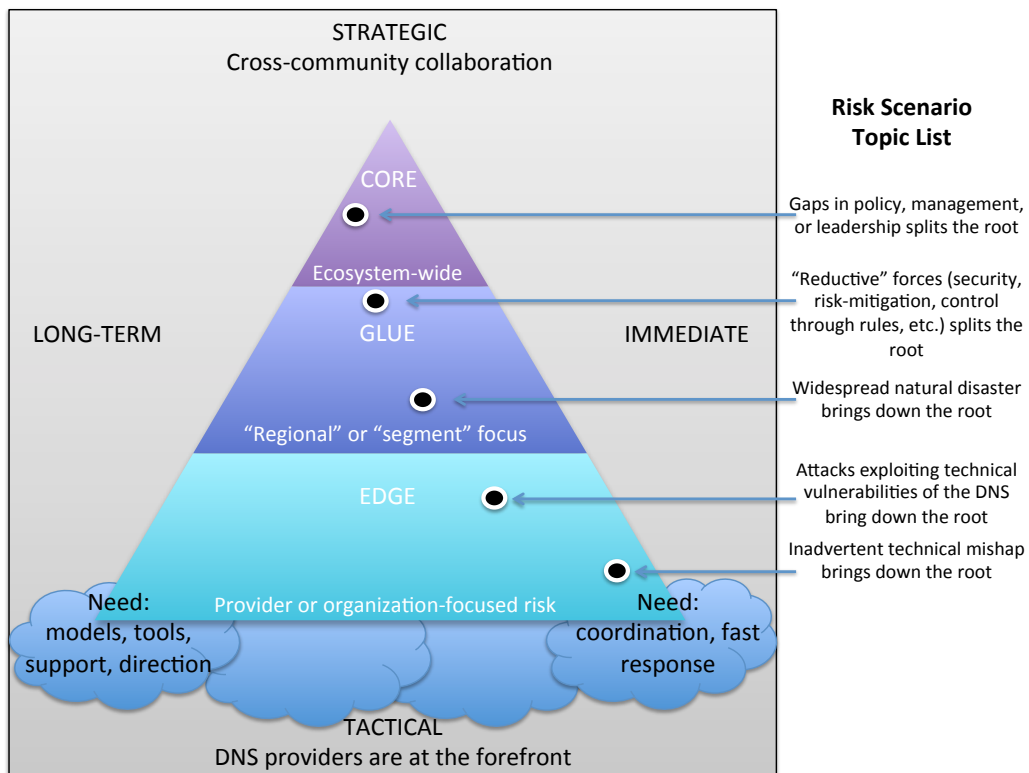 STRATEGIC
Cross-community collaboration
Risk Scenario
Topic List
CORE
Gaps in policy, management,
or leadership splits the root
Ecosystem-wide
“Reductive” forces (security,
risk-mitigation, control
through rules, etc.) splits the
root
LONG-TERM
GLUE
IMMEDIATE
Widespread natural disaster
brings down the root
“Regional” or “segment” focus
Attacks exploiting technical
vulnerabilities of the DNS
bring down the root
EDGE
Inadvertent technical mishap
brings down the root
Provider or organization-focused risk
Need:
models, tools,
support, direction
Need:
coordination, fast
response
TACTICAL
DNS providers are at the forefront